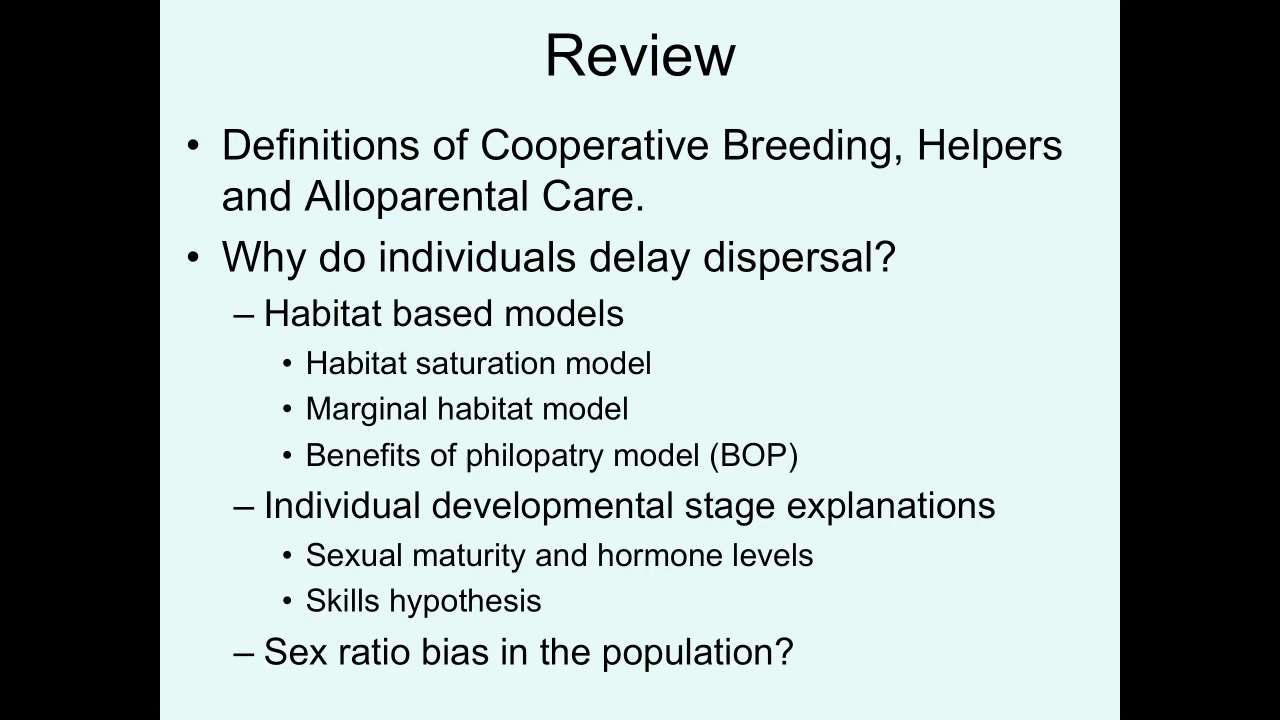 Review
• Definitions of Cooperative Breeding, Helpers
and Alloparental Care.
• Why do individuals delay dispersal?
– Habitat based models
• Habitat saturation model
• Marginal habitat model
• Benefits of philopatry model (BOP)
– Individual developmental stage explanations
• Sexual maturity and hormone levels
• Skills hypothesis
– Sex ratio bias in the population?